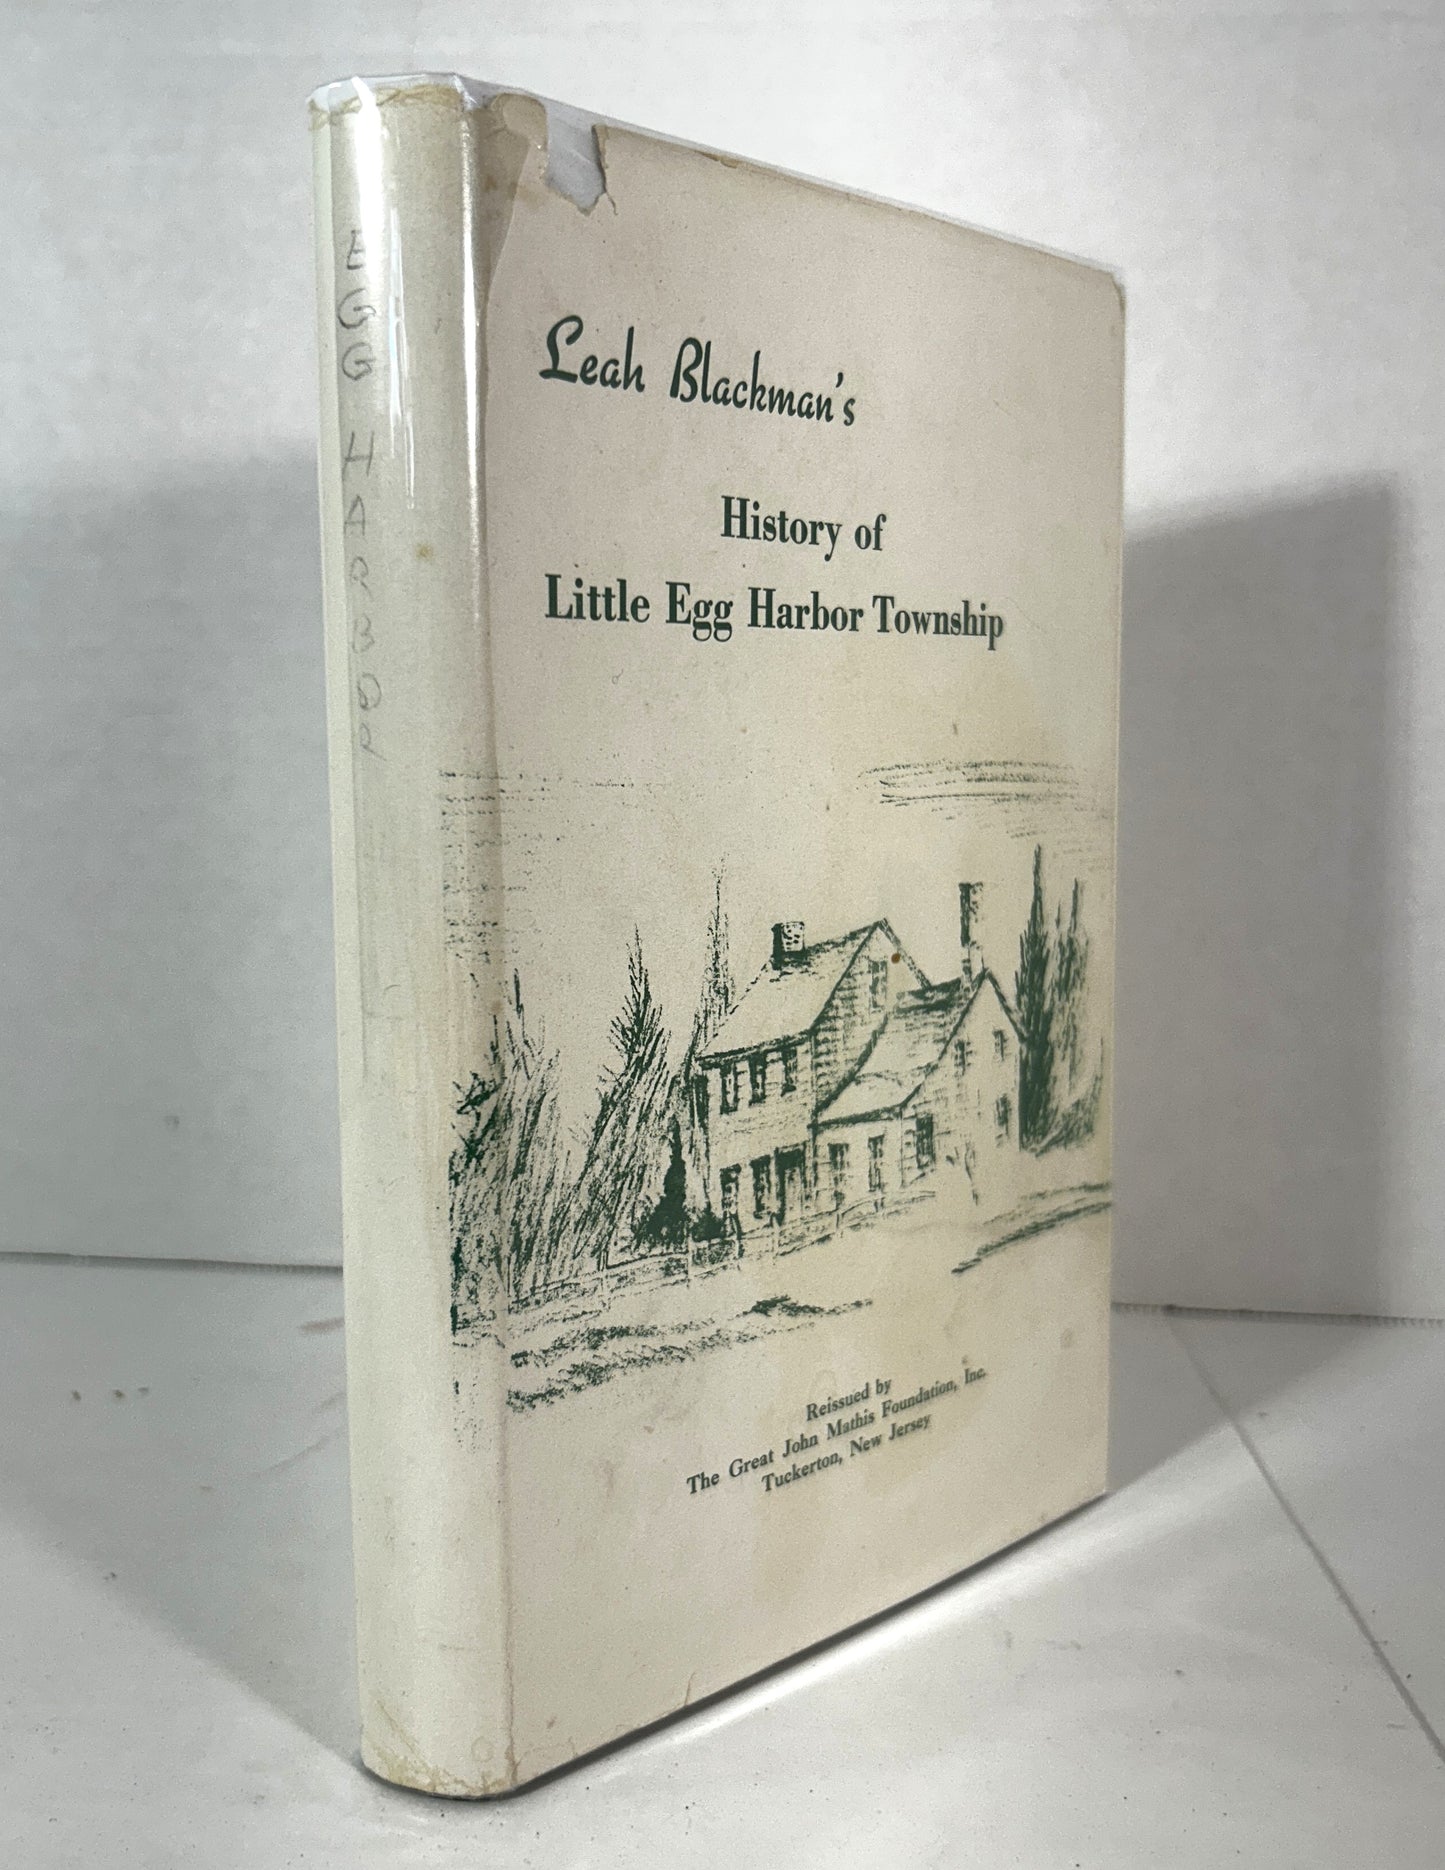 EGG HARBOR
Leah Blackman's
History of
Little Egg Harbor Township
Reissued by
The Great John Mathis Foundation, Inc.
Tuckerton, New Jersey